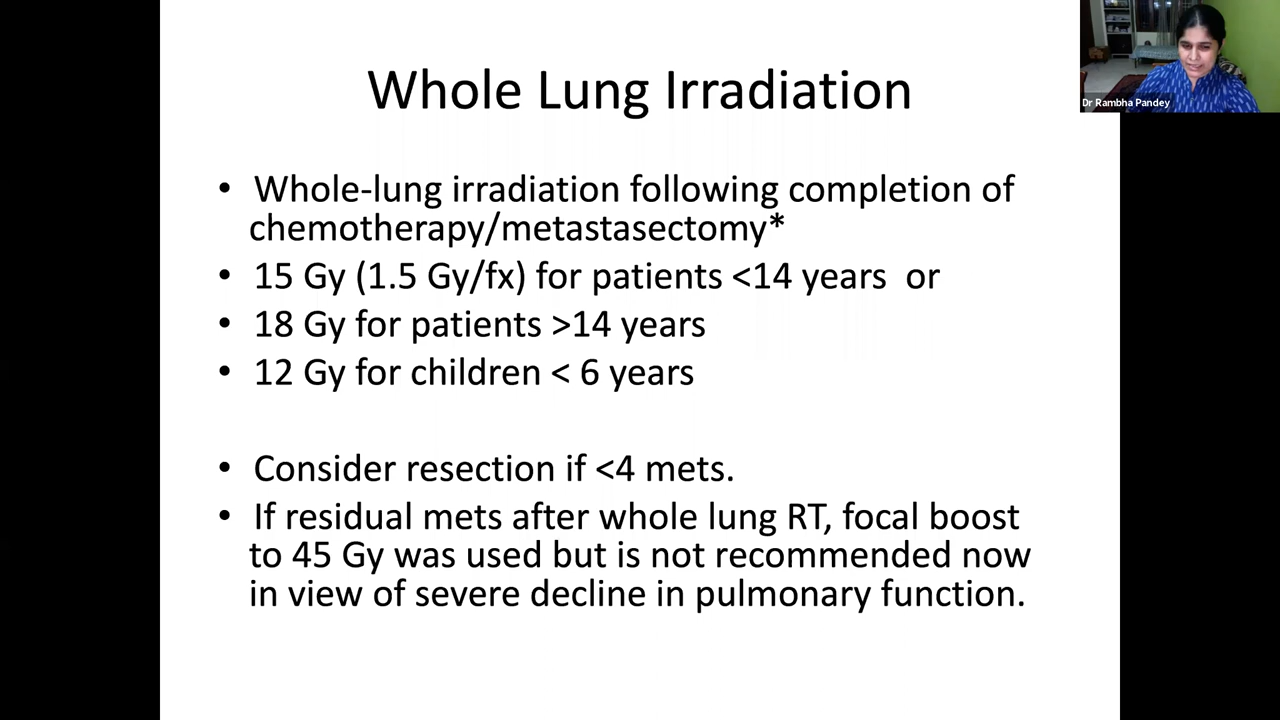 Whole Lung Irradiation
Dr Rambha Pandey
• Whole-lung irradiation following completion of
chemotherapy/metastasectomy*
• 15 Gy (1.5 Gy/fx) for patients <14 years or
• 18 Gy for patients >14 years
• 12 Gy for children < 6 years
• Consider resection if <4 mets.
• If residual mets after whole lung RT, focal boost
to 45 Gy was used but is not recommended now
in view of severe decline in pulmonary function.